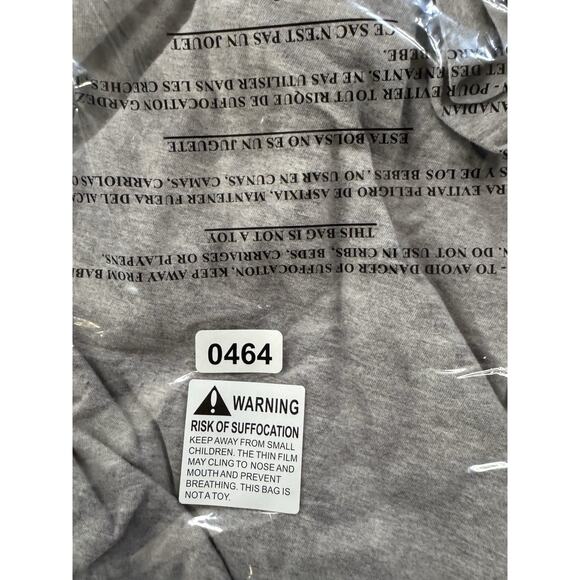 - TO AVOID DANGER OF SUFFOCATION, KEEP AWAY FROM
DO NOT USE IN CRIBS, BEDS, CARRIAGES OR PLAYPENS,
THIS BAG IS NOT A TOY
EVITAR PELIGRO DE ASFIXIA, MANTENER FUERA DEL
Y DE LOS BEBES, NO USAR EN CUNAS, CAMAS, CARRIOLAS
ESTA BOLSA NO ES UN JUGUETE
- POUR EVITER TOUT RISQUE DE SUFFOCATION GARDEZ
ET DES ENFANTS, NE PAS UTILISER DANS LES CRECHES
BEBE.
CE SAC N'EST PAS UN JOUET
0464
WARNING
RISK OF SUFFOCATION
KEEP AWAY FROM SMALL
CHILDREN. THE THIN FILM
MAY CLING TO NOSE AND
MOUTH AND PREVENT
BREATHING. THIS BAG IS
NOT A TOY.